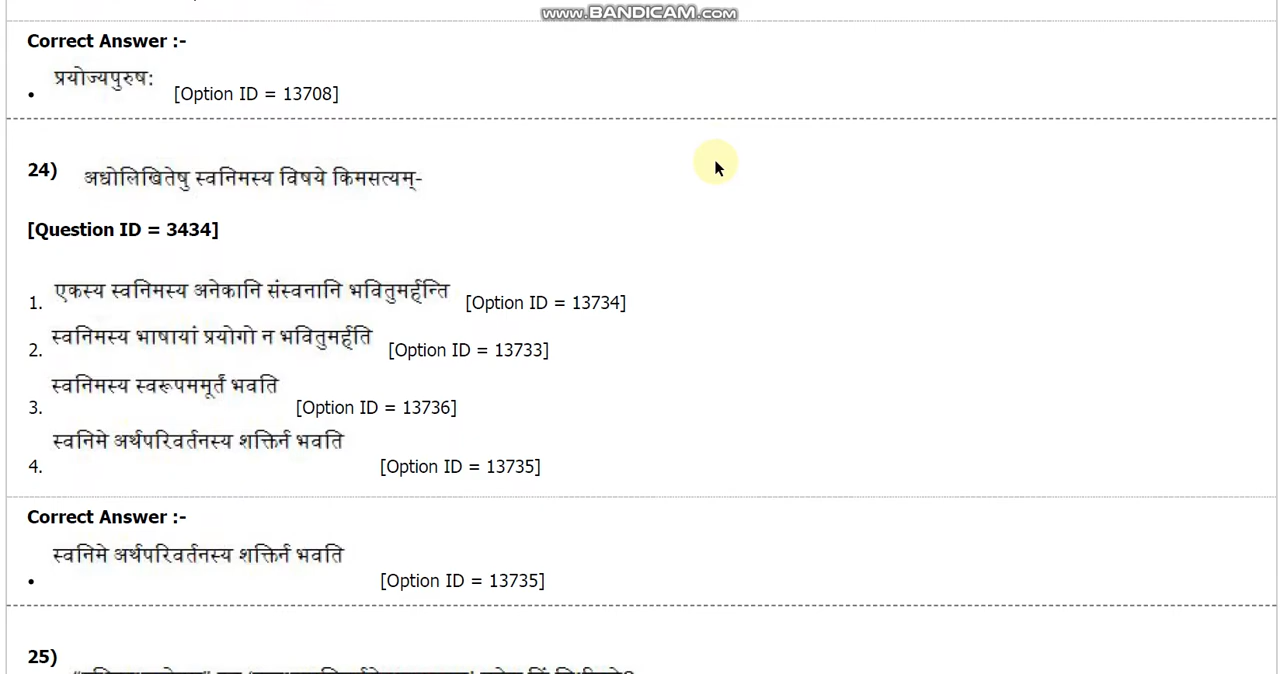 www.BANDICAM.com
Correct Answer :-
• प्रयोज्यपुरुष: [Option ID = 13708]
24) अधोलिखितेषु स्वनिमस्य विषये किमसत्यम्-
[Question ID = 3434]
1. एकस्य स्वनिमस्य अनेकानि संस्वनानि भवितुमर्हन्ति [Option ID = 13734]
2. स्वनिमस्य भाषायां प्रयोगो न भवितुमर्हति [Option ID = 13733]
3. स्वनिमस्य स्वरूपममूर्तं भवति [Option ID = 13736]
4. स्वनिमे अर्थपरिवर्तनस्य शक्तिर्न भवति [Option ID = 13735]
Correct Answer :-
• स्वनिमे अर्थपरिवर्तनस्य शक्तिर्न भवति [Option ID = 13735]
25)